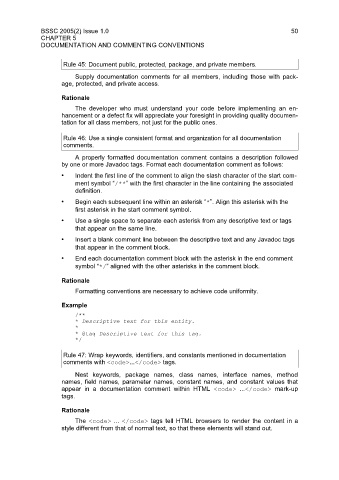 BSSC 2005(2) Issue 1.0 50
CHAPTER 5
DOCUMENTATION AND COMMENTING CONVENTIONS
Rule 45: Document public, protected, package, and private members.
Supply documentation comments for all members, including those with pack-
age, protected, and private access.
Rationale
The developer who must understand your code before implementing an en-
hancement or a defect fix will appreciate your foresight in providing quality documen-
tation for all class members, not just for the public ones.
Rule 46: Use a single consistent format and organization for all documentation
comments.
A properly formatted documentation comment contains a description followed
by one or more Javadoc tags. Format each documentation comment as follows:
• Indent the first line of the comment to align the slash character of the start com-
ment symbol "/**" with the first character in the line containing the associated
definition.
• Begin each subsequent line within an asterisk "*". Align this asterisk with the
first asterisk in the start comment symbol.
• Use a single space to separate each asterisk from any descriptive text or tags
that appear on the same line.
• Insert a blank comment line between the descriptive text and any Javadoc tags
that appear in the comment block.
• End each documentation comment block with the asterisk in the end comment
symbol "*/" aligned with the other asterisks in the comment block.
Rationale
Formatting conventions are necessary to achieve code uniformity.
Example
/**
* Descriptive text for this entity.
*
* @tag Descriptive text for this tag.
*/
Rule 47: Wrap keywords, identifiers, and constants mentioned in documentation
comments with <code>...</code> tags.
Nest keywords, package names, class names, interface names, method
names, field names, parameter names, constant names, and constant values that
appear in a documentation comment within HTML <code> ...</code> mark-up
tags.
Rationale
The <code> ... </code> tags tell HTML browsers to render the content in a
style different from that of normal text, so that these elements will stand out.